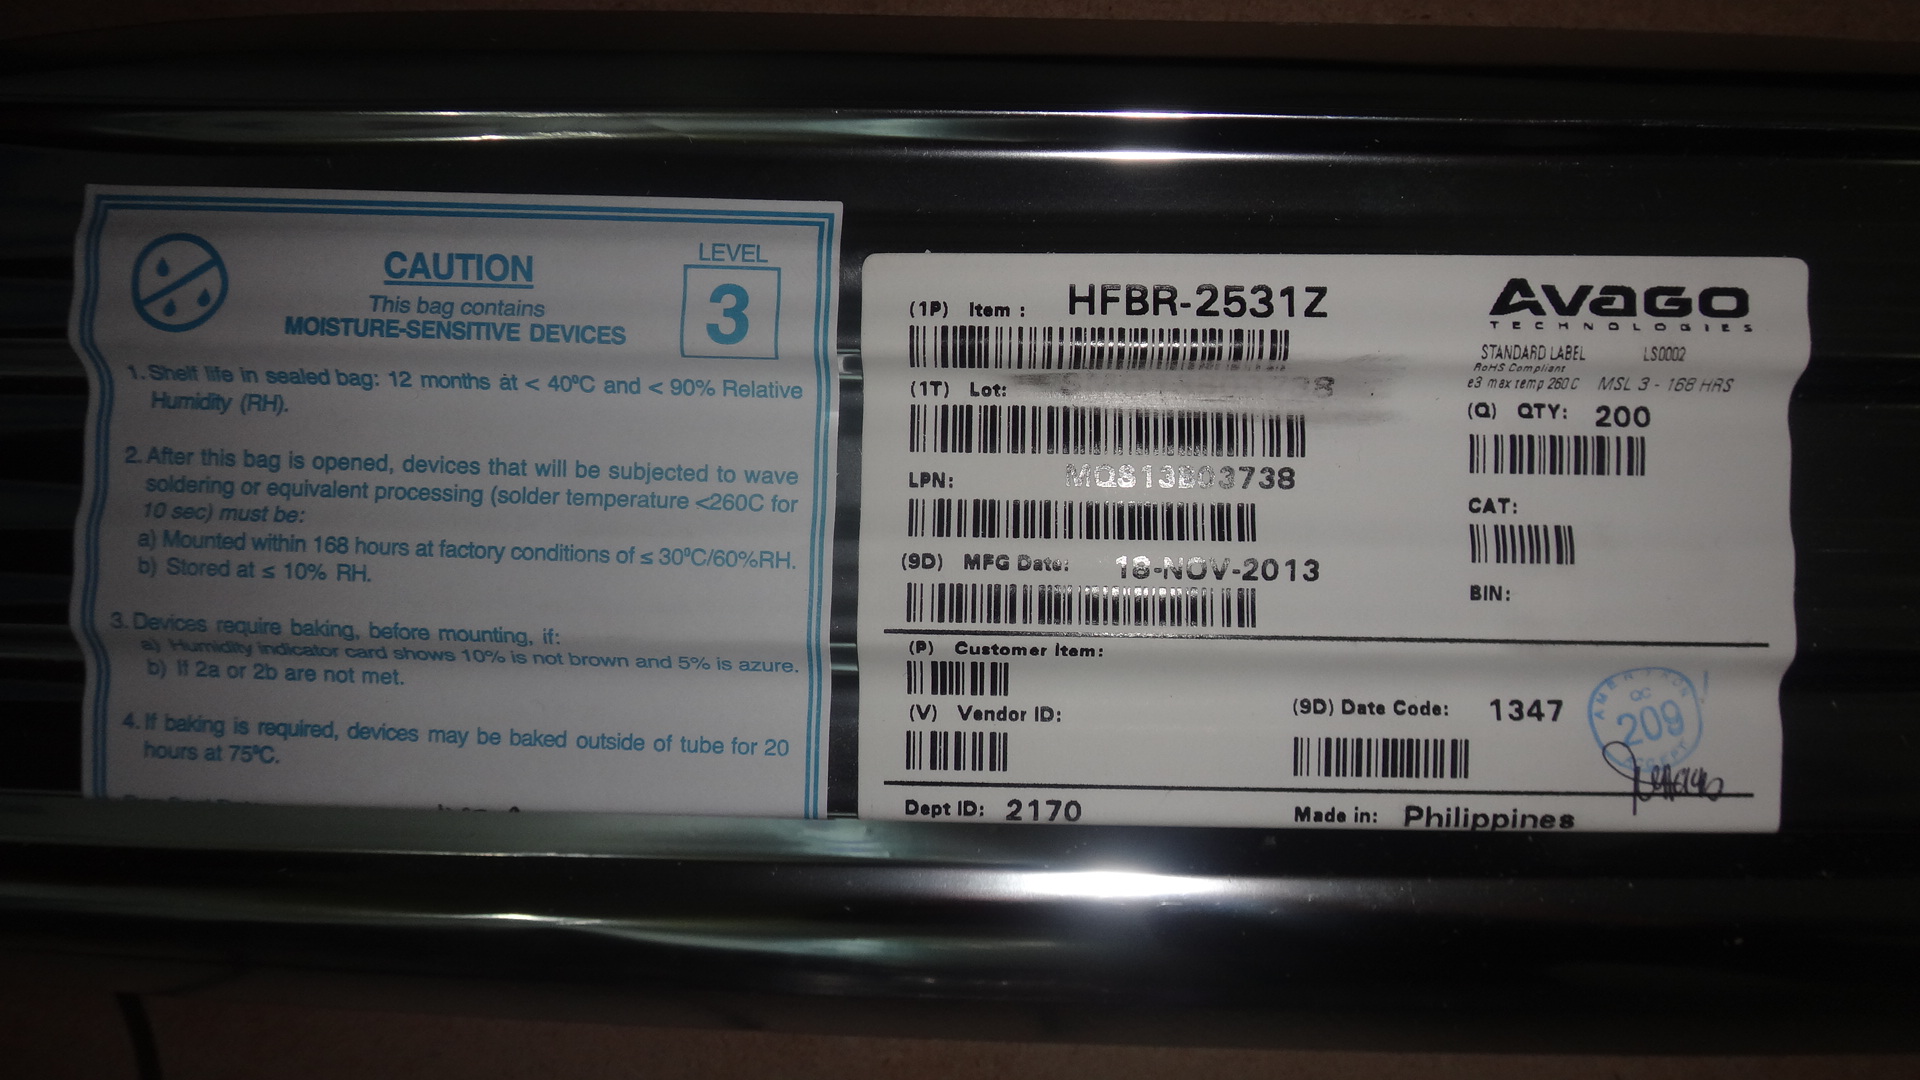 CAUTION
This bag contains
MOISTURE-SENSITIVE DEVICES
LEVEL
3
1. Shelf life in sealed bag: 12 months at < 40ºC and < 90% Relative
Humidity (RH).
2. After this bag is opened, devices that will be subjected to wave
soldering or equivalent processing (solder temperature <260C for
10 sec) must be:
a) Mounted within 168 hours at factory conditions of ≤ 30ºC/60%RH.
b) Stored at ≤ 10% RH.
3. Devices require baking, before mounting, if:
a) Humidity indicator card shows 10% is not brown and 5% is azure.
b) If 2a or 2b are not met.
4. If baking is required, devices may be baked outside of tube for 20
hours at 75ºC.
(1P) Item : HFBR-2531Z
(1T) Lot:
LPN: MQS13B03738
(9D) MFG Date: 18-NOV-2013
AVAGO
TECHNOLOGIES
STANDARD LABEL LS0002
RoHS Compliant
e3 max temp 260C MSL 3 - 168 HRS
(Q) QTY: 200
CAT:
BIN:
(P) Customer Item:
(V) Vendor ID:
(9D) Date Code: 1347
QC
209
ACCEPT
Dept ID: 2170
Made in: Philippines